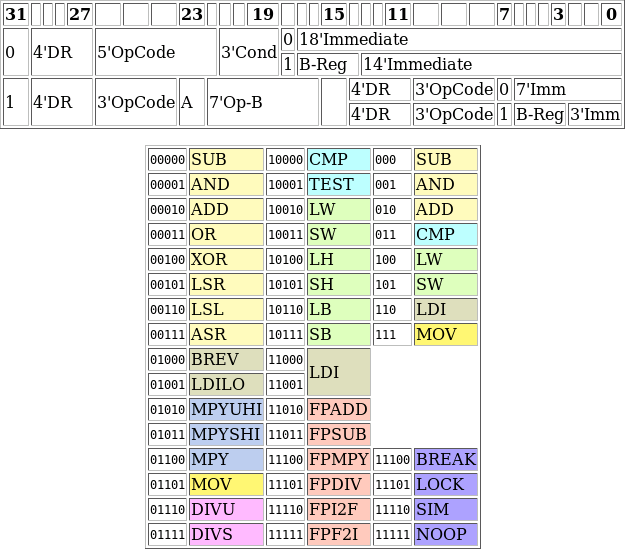 31 27 23 19 15 11 7 3 0
0 4'DR 5'OpCode 3'Cond 0 18'Immediate
1 B-Reg 14'Immediate
1 4'DR 3'OpCode A 7'Op-B 4'DR 3'OpCode 0 7'Imm
4'DR 3'OpCode 1 B-Reg 3'Imm
00000 SUB 10000 CMP 000 SUB
00001 AND 10001 TEST 001 AND
00010 ADD 10010 LW 010 ADD
00011 OR 10011 SW 011 CMP
00100 XOR 10100 LH 100 LW
00101 LSR 10101 SH 101 SW
00110 LSL 10110 LB 110 LDI
00111 ASR 10111 SB 111 MOV
01000 BREV 11000 LDI
01001 LDILO 11001
01010 MPYUHI 11010 FPADD
01011 MPYSHI 11011 FPSUB
01100 MPY 11100 FPMPY 11100 BREAK
01101 MOV 11101 FPDIV 11101 LOCK
01110 DIVU 11110 FPI2F 11110 SIM
01111 DIVS 11111 FPF2I 11111 NOOP